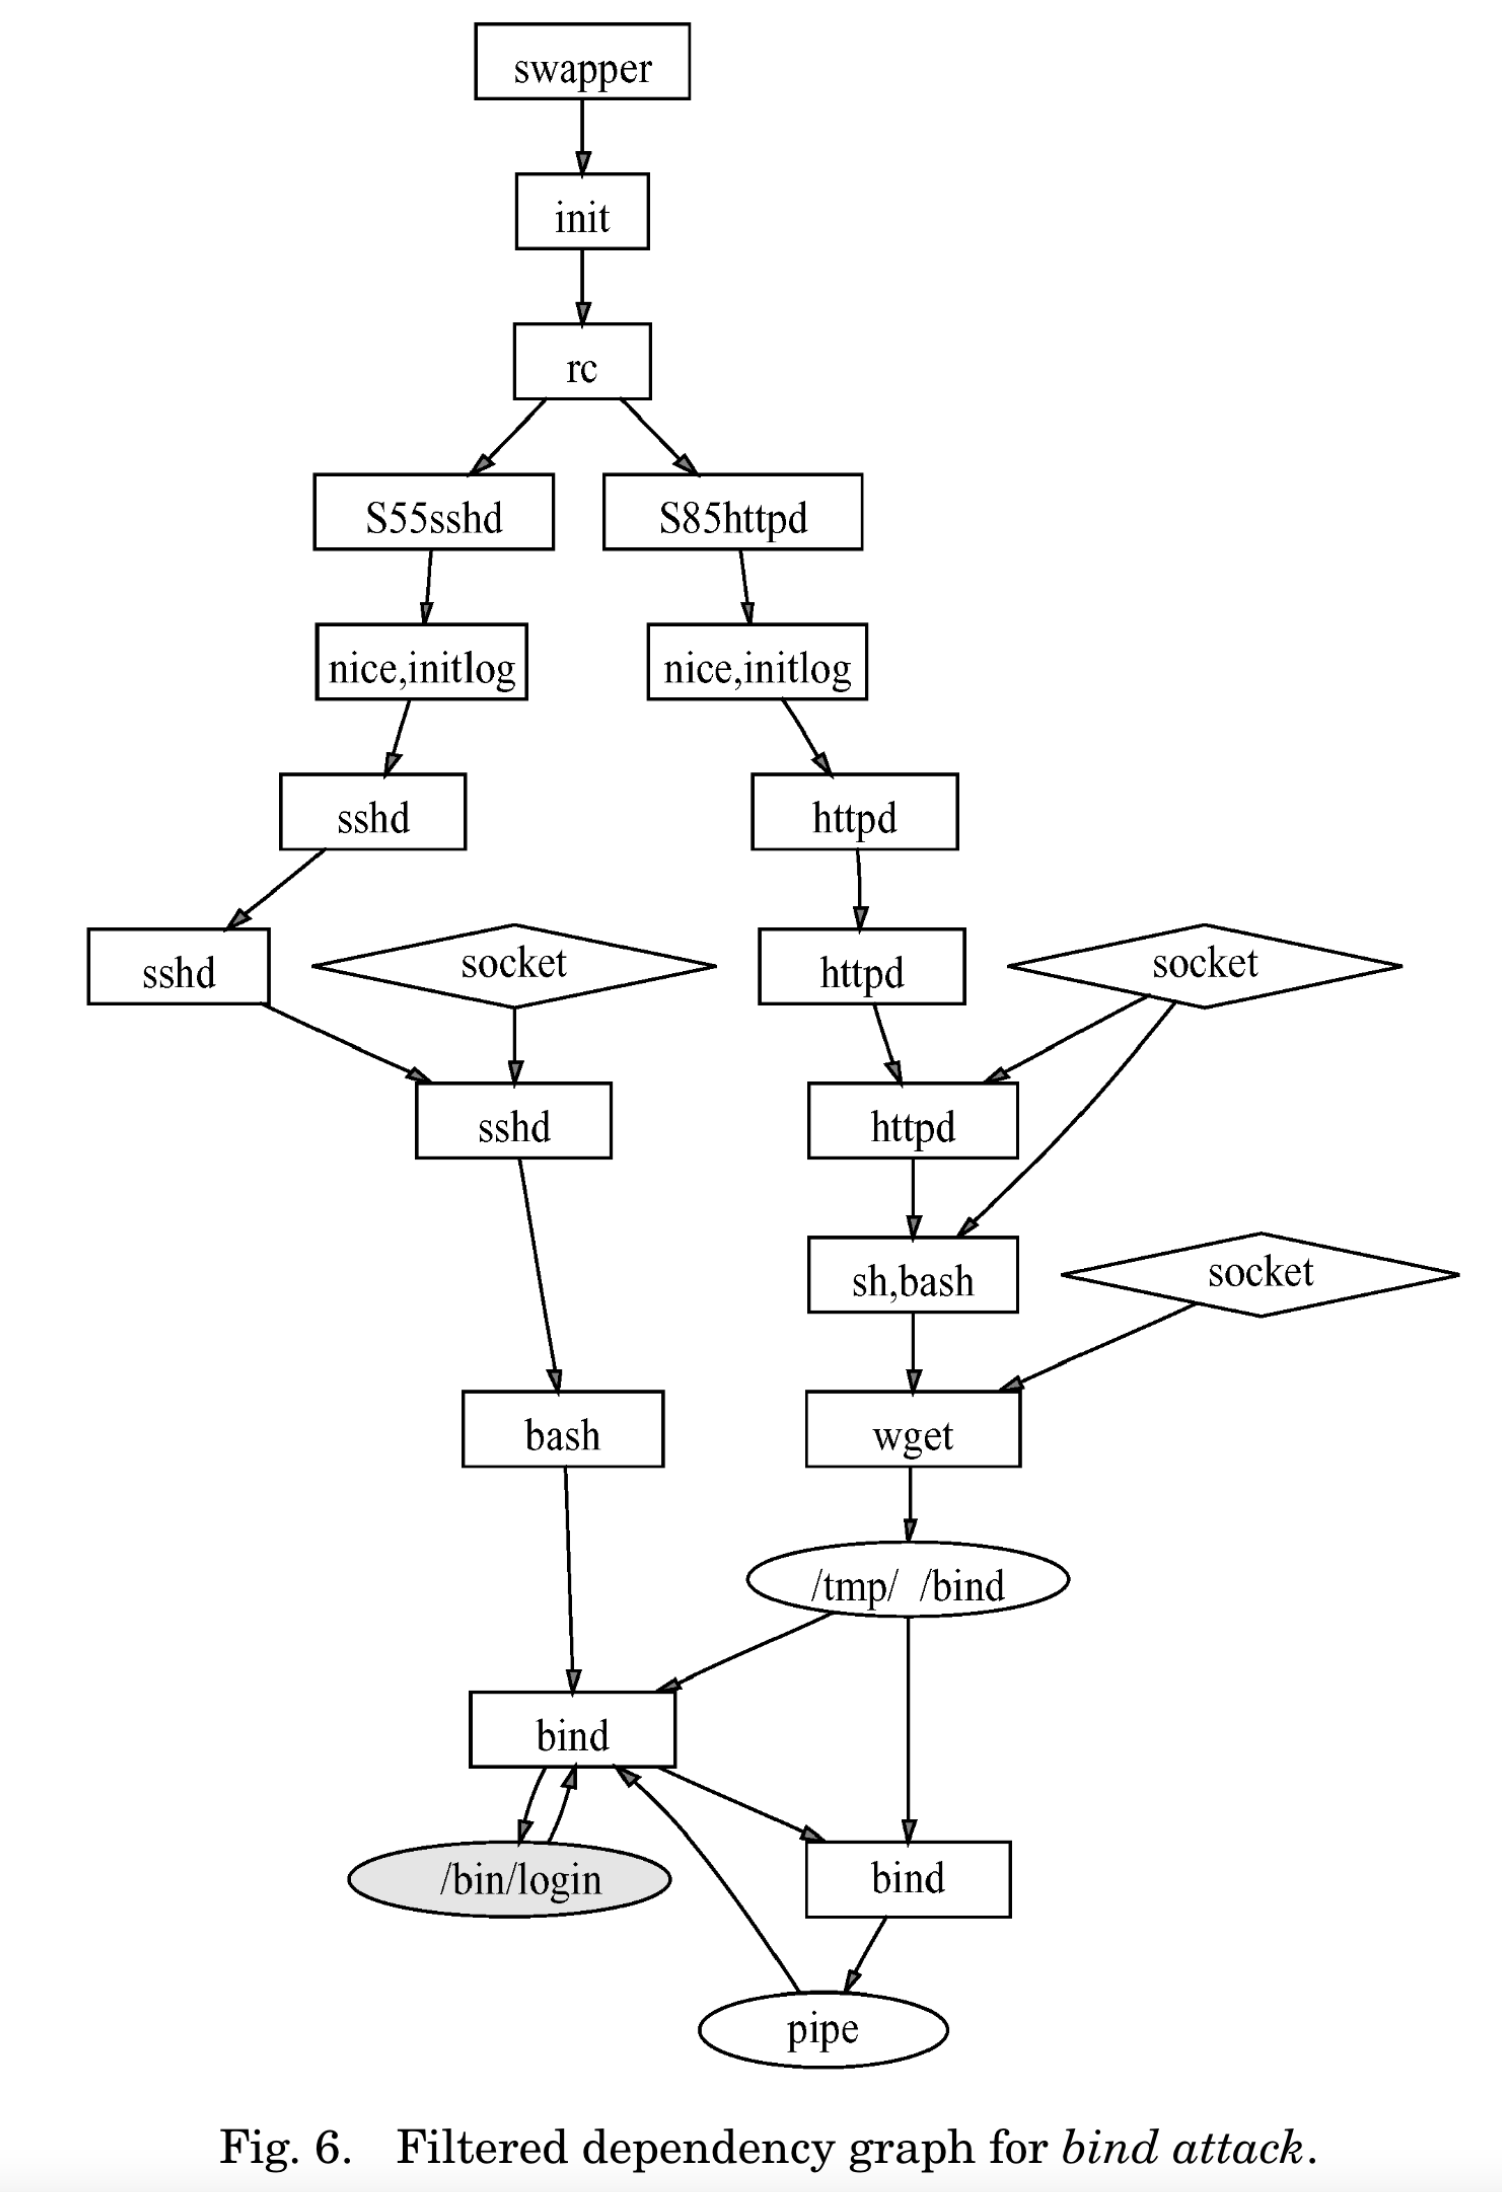 swapper
init
rc
S55sshd
S85httpd
nice,initlog
nice,initlog
sshd
httpd
sshd
socket
httpd
socket
sshd
httpd
sh,bash
socket
bash
wget
/tmp/  /bind
bind
/bin/login
bind
pipe
Fig. 6. Filtered dependency graph for bind attack.